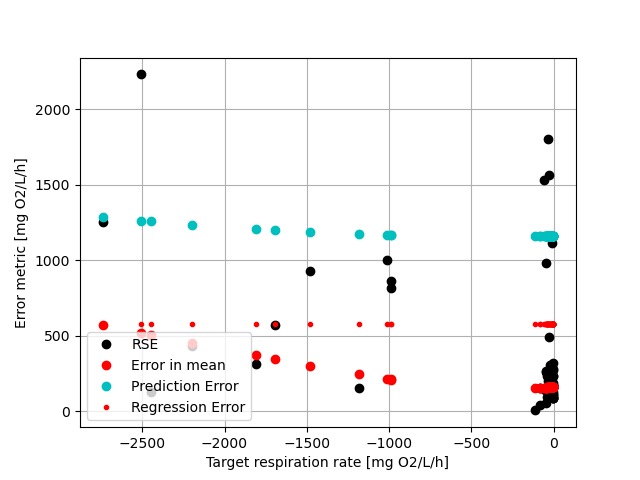 2000
1500
1000
500
0
Error metric [mg O2/L/h]
RSE
Error in mean
Prediction Error
Regression Error
−2500 −2000 −1500 −1000 −500 0
Target respiration rate [mg O2/L/h]